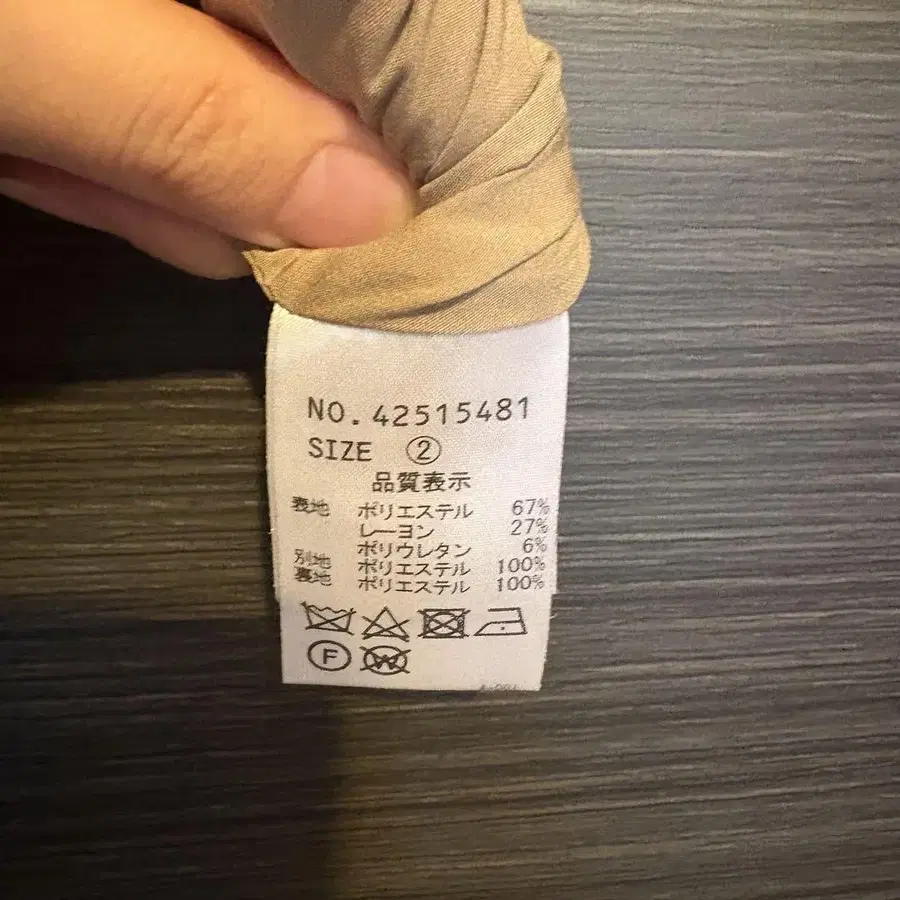 NO. 42515481
SIZE ②
品質表示
表地 ポリエステル 67%
レーヨン 27%
ポリウレタン 6%
別地 ポリエステル 100%
裏地 ポリエステル 100%
F W